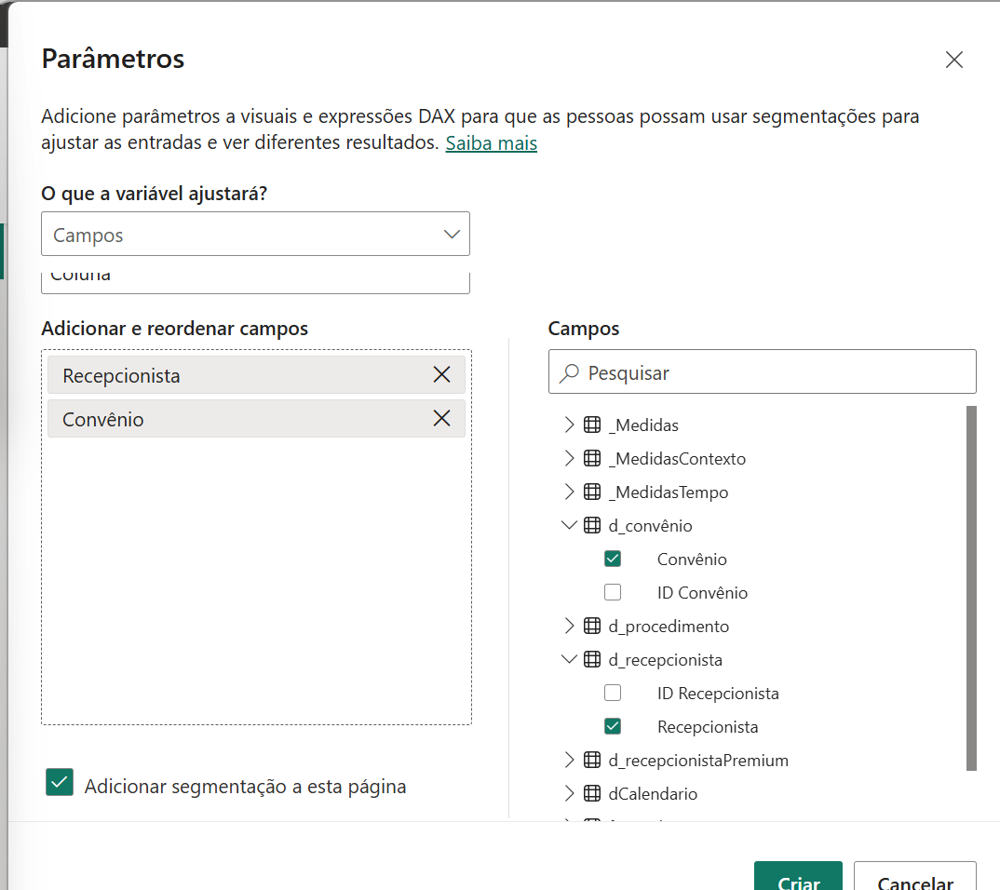 Parâmetros
Adicione parâmetros a visuais e expressões DAX para que as pessoas possam usar segmentações para
ajustar as entradas e ver diferentes resultados. Saiba mais
O que a variável ajustará?
Campos
Coluna
Adicionar e reordenar campos
Recepcionista
Convênio
Adicionar segmentação a esta página
Campos
Pesquisar
_Medidas
_MedidasContexto
_MedidasTempo
d_convênio
Convênio
ID Convênio
d_procedimento
d_recepcionista
ID Recepcionista
Recepcionista
d_recepcionistaPremium
dCalendario
Criar
Cancelar